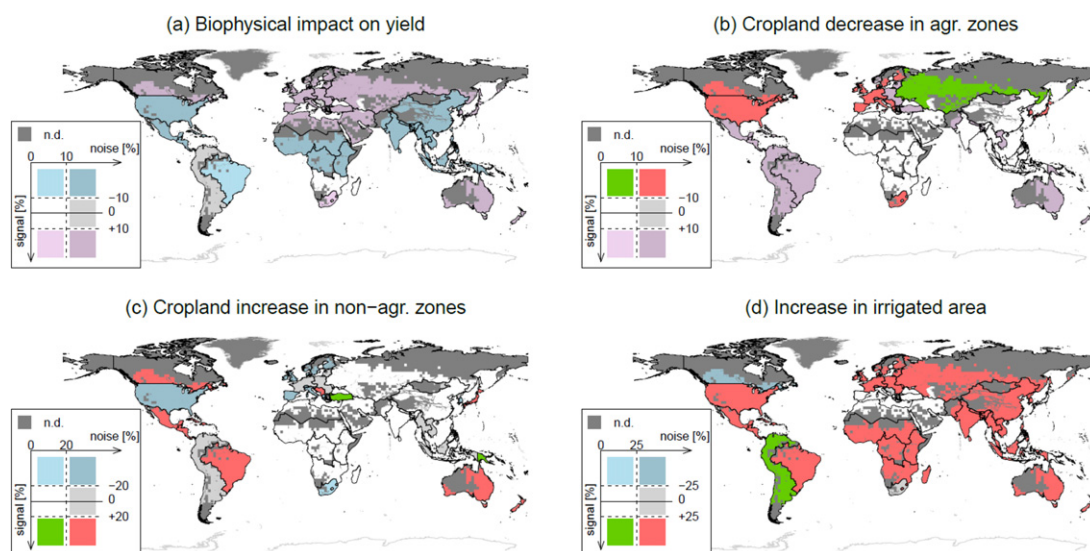 (a) Biophysical impact on yield
n.d.
0 10 noise [%]
−10
0
+10
signal [%]
(b) Cropland decrease in agr. zones
n.d.
0 10 noise [%]
−10
0
+10
signal [%]
(c) Cropland increase in non−agr. zones
n.d.
0 20 noise [%]
−20
0
+20
signal [%]
(d) Increase in irrigated area
n.d.
0 25 noise [%]
−25
0
+25
signal [%]